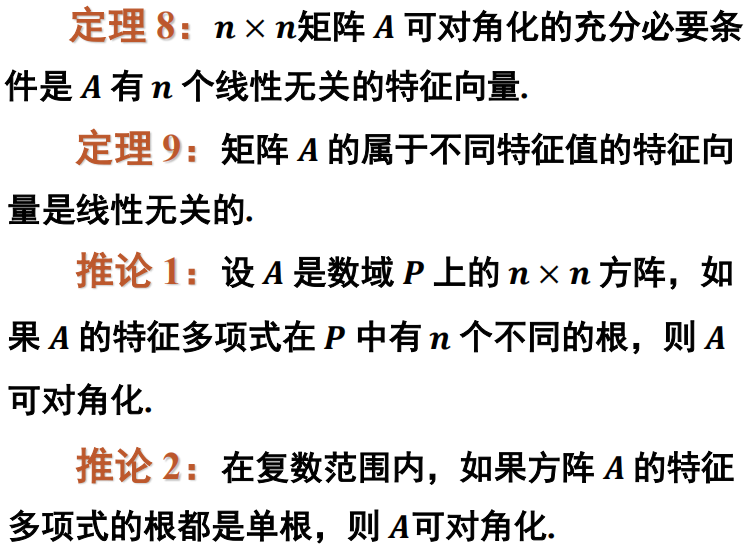 定理 8：n × n矩阵 A 可对角化的充分必要条
件是 A 有 n 个线性无关的特征向量.
定理 9：矩阵 A 的属于不同特征值的特征向
量是线性无关的.
推论 1：设 A 是数域 P 上的 n × n 方阵，如
果 A 的特征多项式在 P 中有 n 个不同的根，则 A
可对角化.
推论 2：在复数范围内，如果方阵 A 的特征
多项式的根都是单根，则 A可对角化.